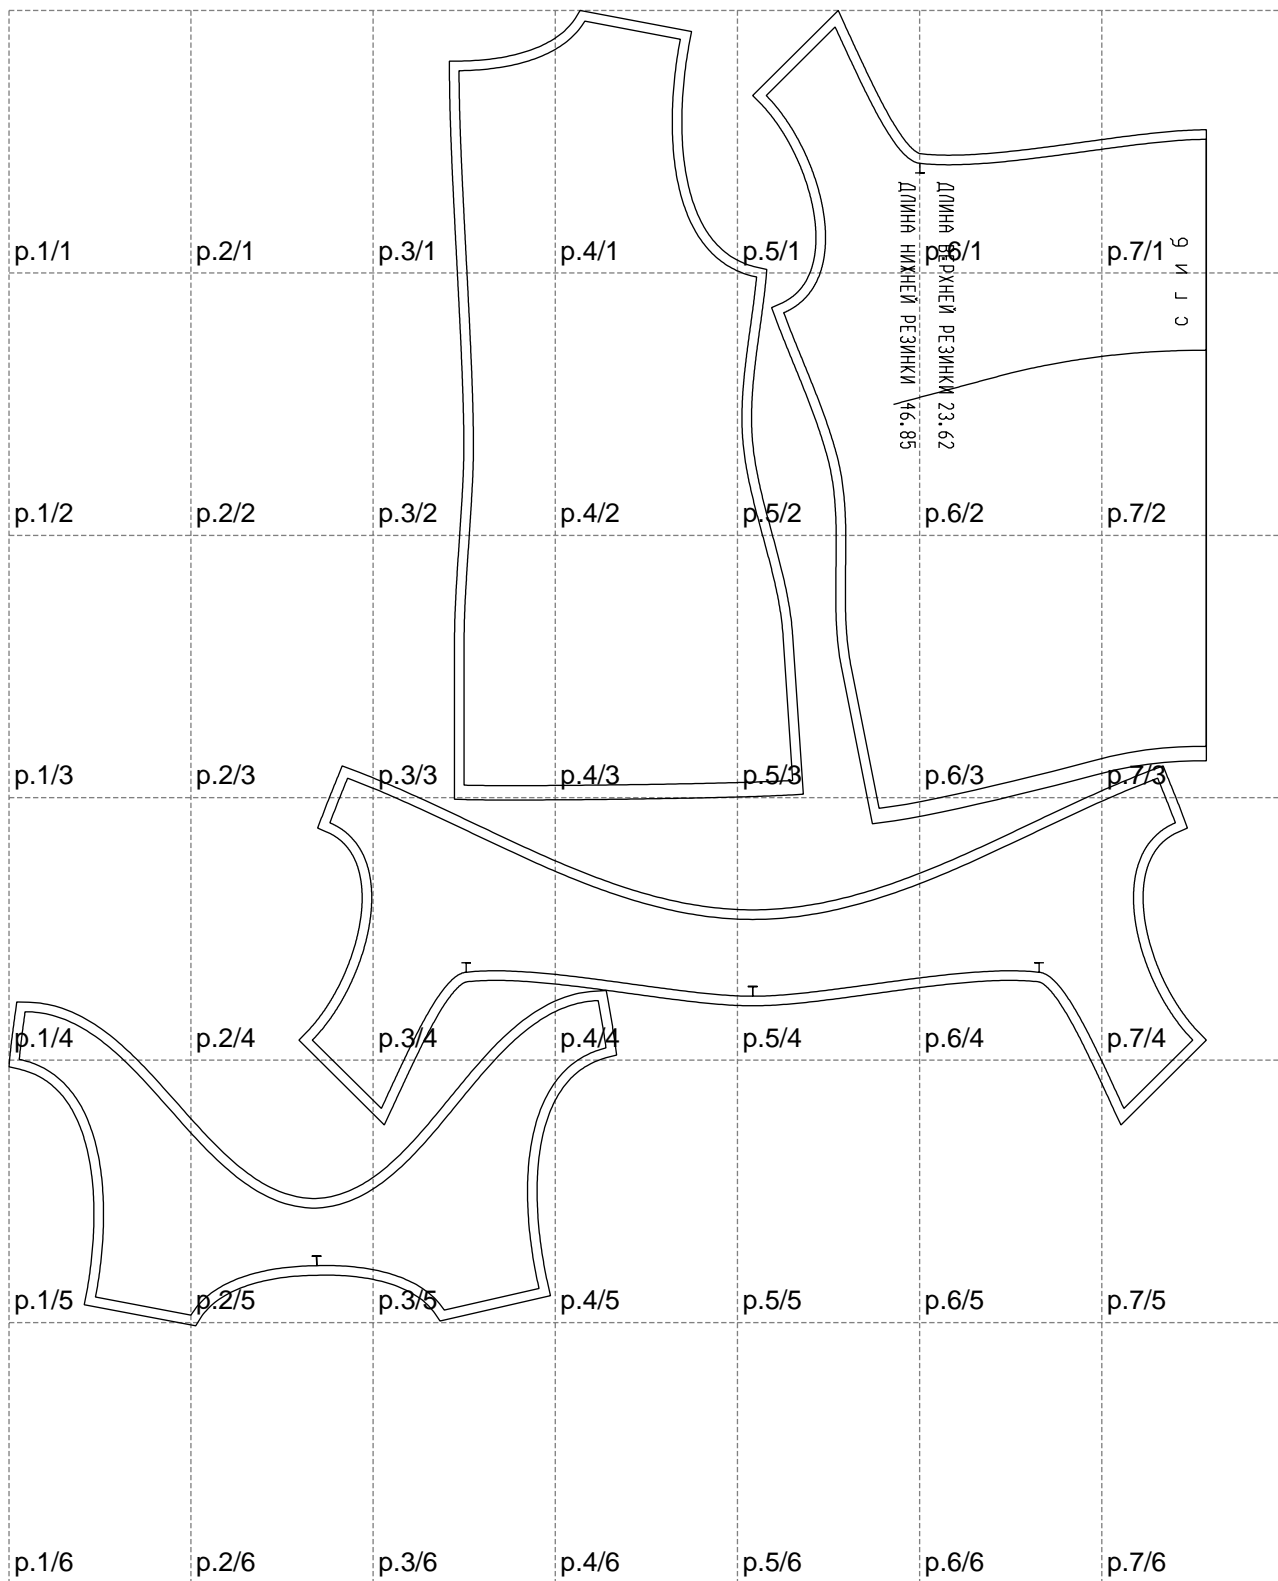 p.1/1 p.2/1 p.3/1 p.4/1 p.5/1 p.6/1 p.7/1
ДЛИНА ВЕРХНЕЙ РЕЗИНКИ 23.62
ДЛИНА НИЖНЕЙ РЕЗИНКИ 46.85
p.1/2 p.2/2 p.3/2 p.4/2 p.5/2 p.6/2 p.7/2
p.1/3 p.2/3 p.3/3 p.4/3 p.5/3 p.6/3 p.7/3
p.1/4 p.2/4 p.3/4 p.4/4 p.5/4 p.6/4 p.7/4
p.1/5 p.2/5 p.3/5 p.4/5 p.5/5 p.6/5 p.7/5
p.1/6 p.2/6 p.3/6 p.4/6 p.5/6 p.6/6 p.7/6